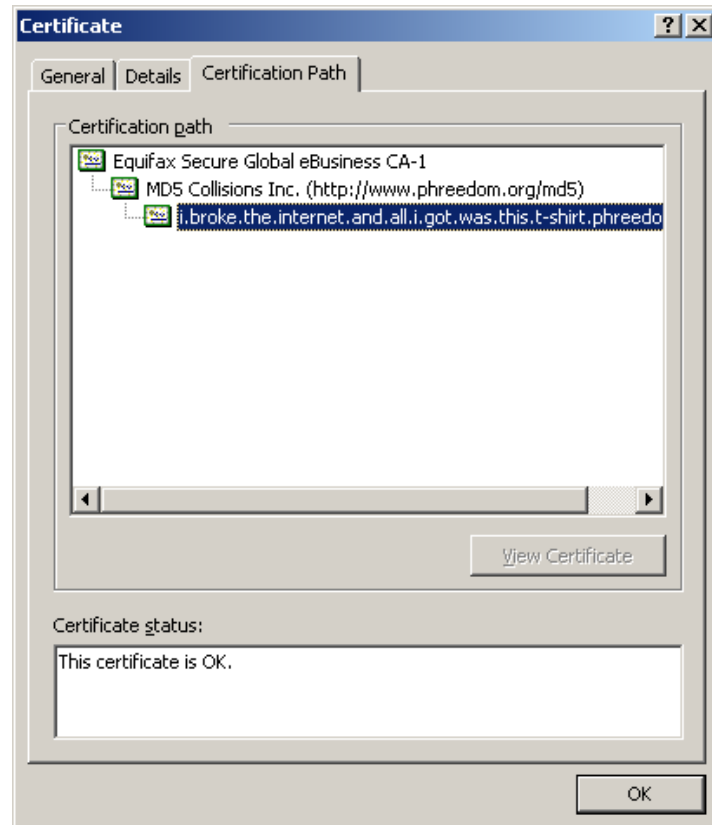 Certificate
General
Details
Certification Path
Certification path
Equifax Secure Global eBusiness CA-1
MD5 Collisions Inc. (http://www.phreedom.org/md5)
i.broke.the.internet.and.all.i.got.was.this.t-shirt.phreedo
View Certificate
Certificate status:
This certificate is OK.
OK